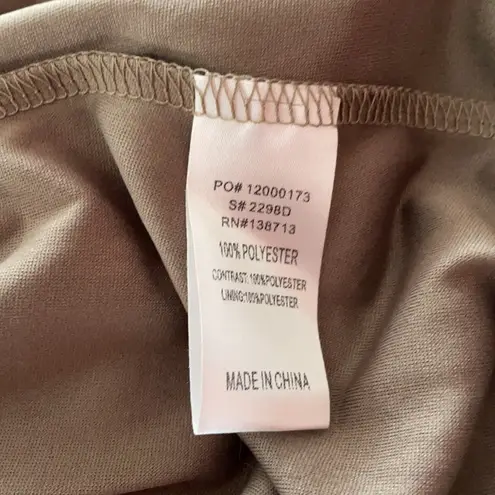 PO# 12000173
S# 2298D
RN#138713
100% POLYESTER
CONTRAST:100%POLYESTER
LINING:100%POLYESTER
MADE IN CHINA